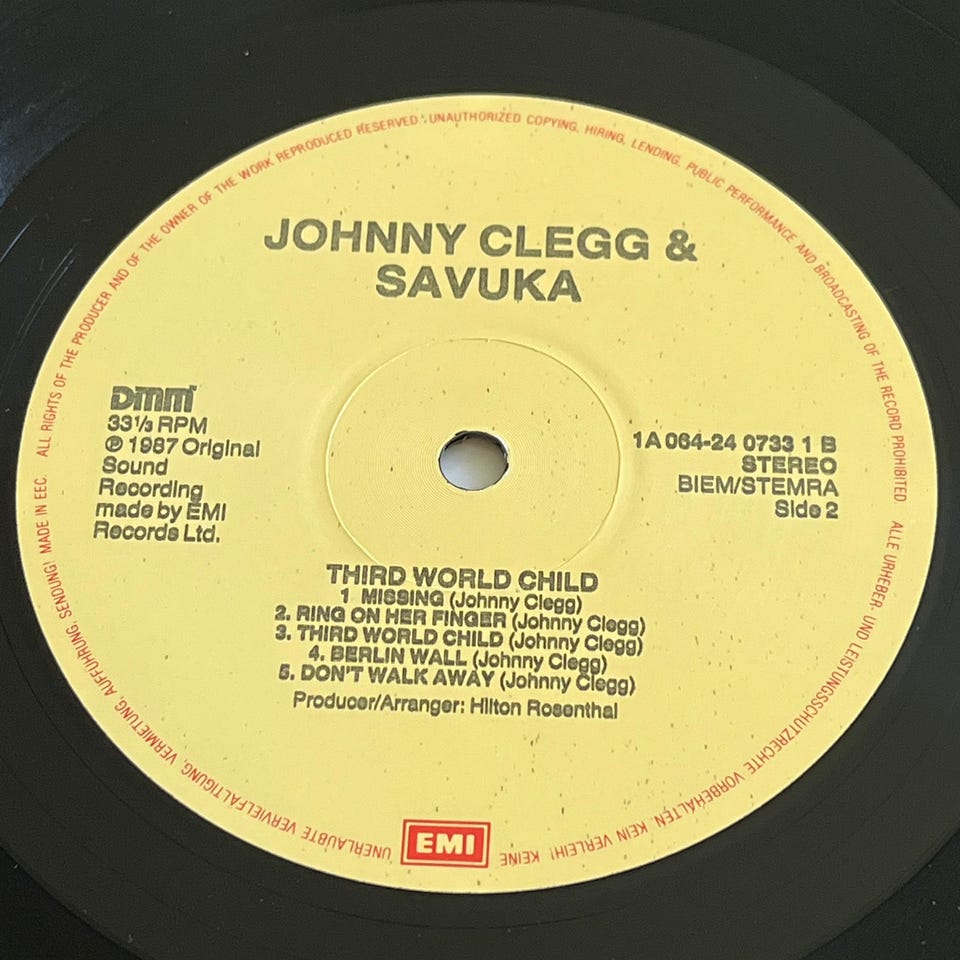 ALL RIGHTS OF THE PRODUCER AND OF THE OWNER OF THE WORK REPRODUCED RESERVED · UNAUTHORIZED COPYING, HIRING, LENDING, PUBLIC PERFORMANCE AND BROADCASTING OF THE RECORD PROHIBITED. ALLE URHEBER- UND LEISTUNGSSCHUTZRECHTE VORBEHALTEN. KEIN VERLEIH! KEINE UNERLAUBTE VERVIELFÄLTIGUNG, VERMIETUNG, AUFFÜHRUNG, SENDUNG! MADE IN EEC.
JOHNNY CLEGG &
SAVUKA
DMM
33⅓ RPM
℗ 1987 Original
Sound
Recording
made by EMI
Records Ltd.
1A 064-24 0733 1 B
STEREO
BIEM/STEMRA
Side 2
THIRD WORLD CHILD
1 MISSING (Johnny Clegg)
2. RING ON HER FINGER (Johnny Clegg)
3. THIRD WORLD CHILD (Johnny Clegg)
4. BERLIN WALL (Johnny Clegg)
5. DON'T WALK AWAY (Johnny Clegg)
Producer/Arranger: Hilton Rosenthal
EMI